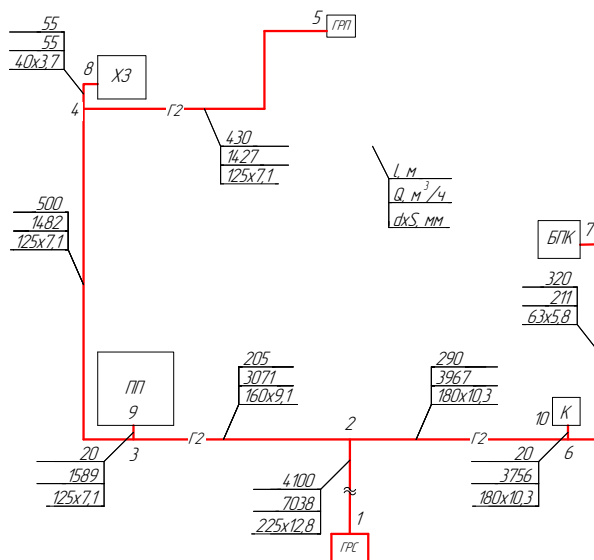 55
55
40х3,7
8
ХЗ
4
Г2
5
ГРП
430
1427
125х7,1
l, м
Q, м³/ч
dxS, мм
500
1482
125х7,1
БПК
7
320
211
63х5,8
ПП
9
205
3071
160х9,1
290
3967
180х10,3
2
10
К
Г2
Г2
3
6
20
1589
125х7,1
4100
7038
225х12,8
20
3756
180х10,3
1
ГРС